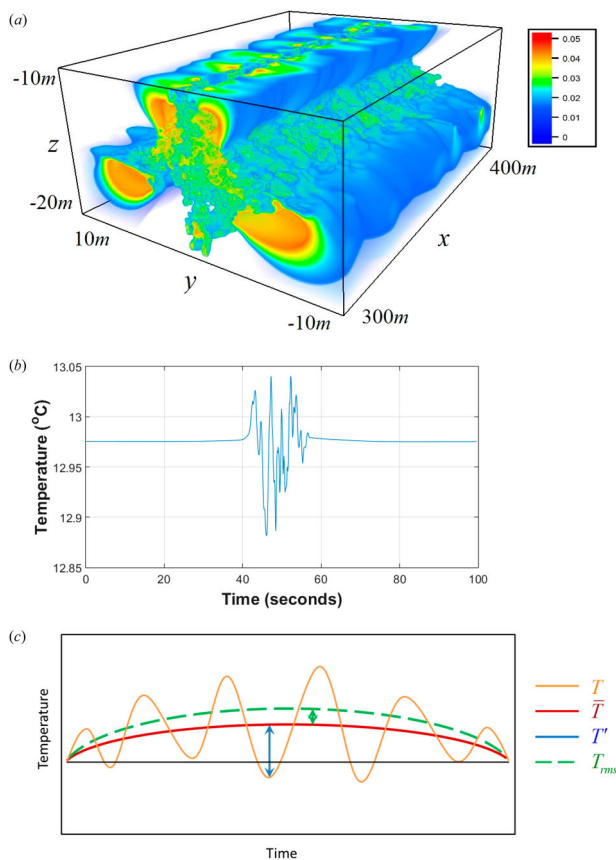 (a)
-10m
z
-20m
10m
y
-10m
300m
x
400m
0.05
0.04
0.03
0.02
0.01
0
(b)
13.05
13
12.95
12.9
12.85
Temperature (°C)
0 20 40 60 80 100
Time (seconds)
(c)
Temperature
Time
T
T̅
T′
Trms